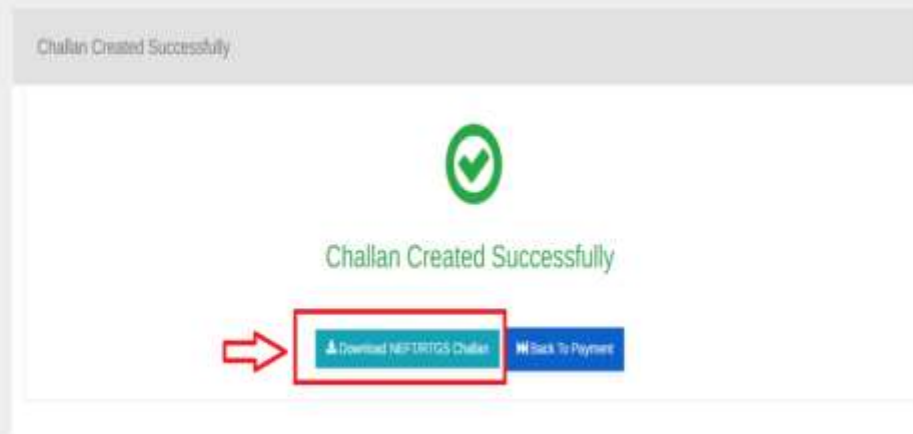 Challan Created Successfully
Challan Created Successfully
Download NEFT/RTGS Challan
Back To Payment